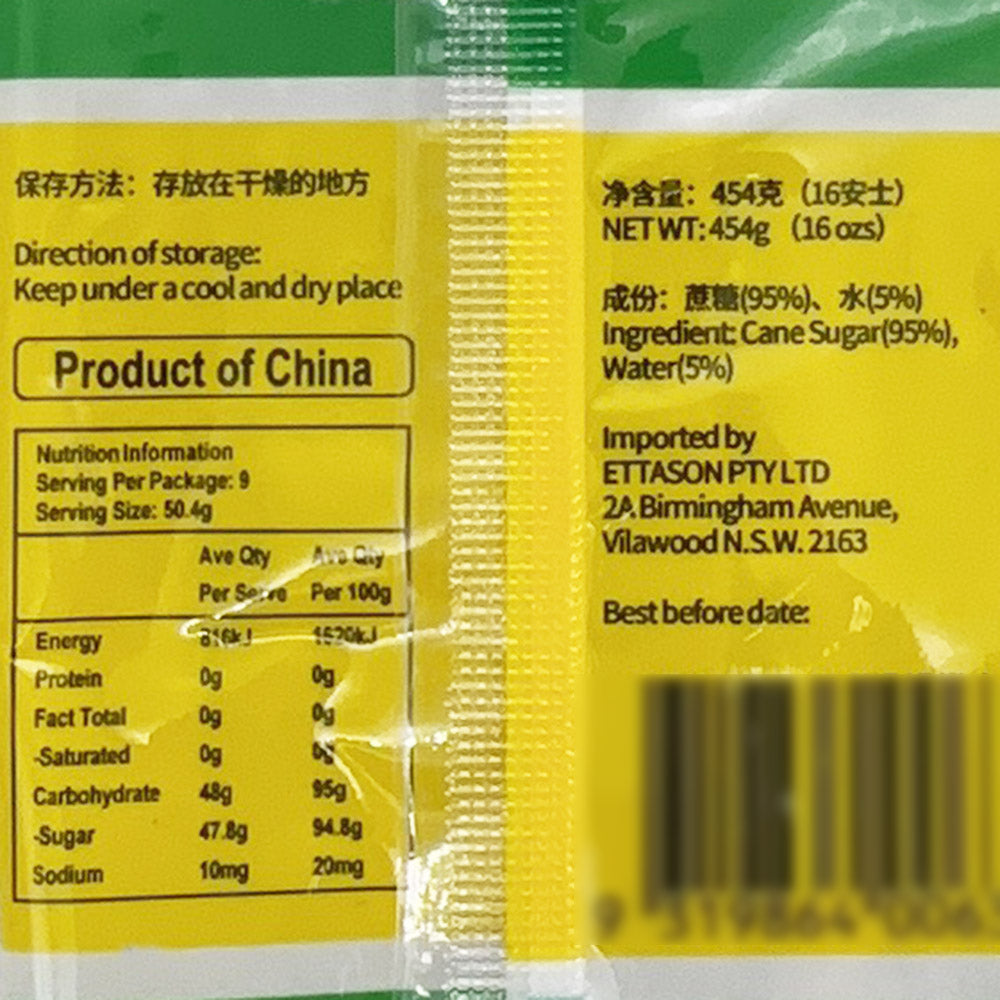 保存方法：存放在干燥的地方
Direction of storage:
Keep under a cool and dry place
Product of China
Nutrition Information
Serving Per Package: 9
Serving Size: 50.4g
Ave Qty Ave Qty
Per Serve Per 100g
Energy 816kJ
Protein 0g 0g
Fact Total 0g 0g
-Saturated 0g 0g
Carbohydrate 48g 95g
-Sugar 47.8g 94.8g
Sodium 10mg 20mg
净含量：454克（16安士）
NET WT: 454g （16 ozs）
成份：蔗糖(95%)、水(5%)
Ingredient: Cane Sugar(95%),
Water(5%)
Imported by
ETTASON PTY LTD
2A Birmingham Avenue,
Vilawood N.S.W. 2163
Best before date: